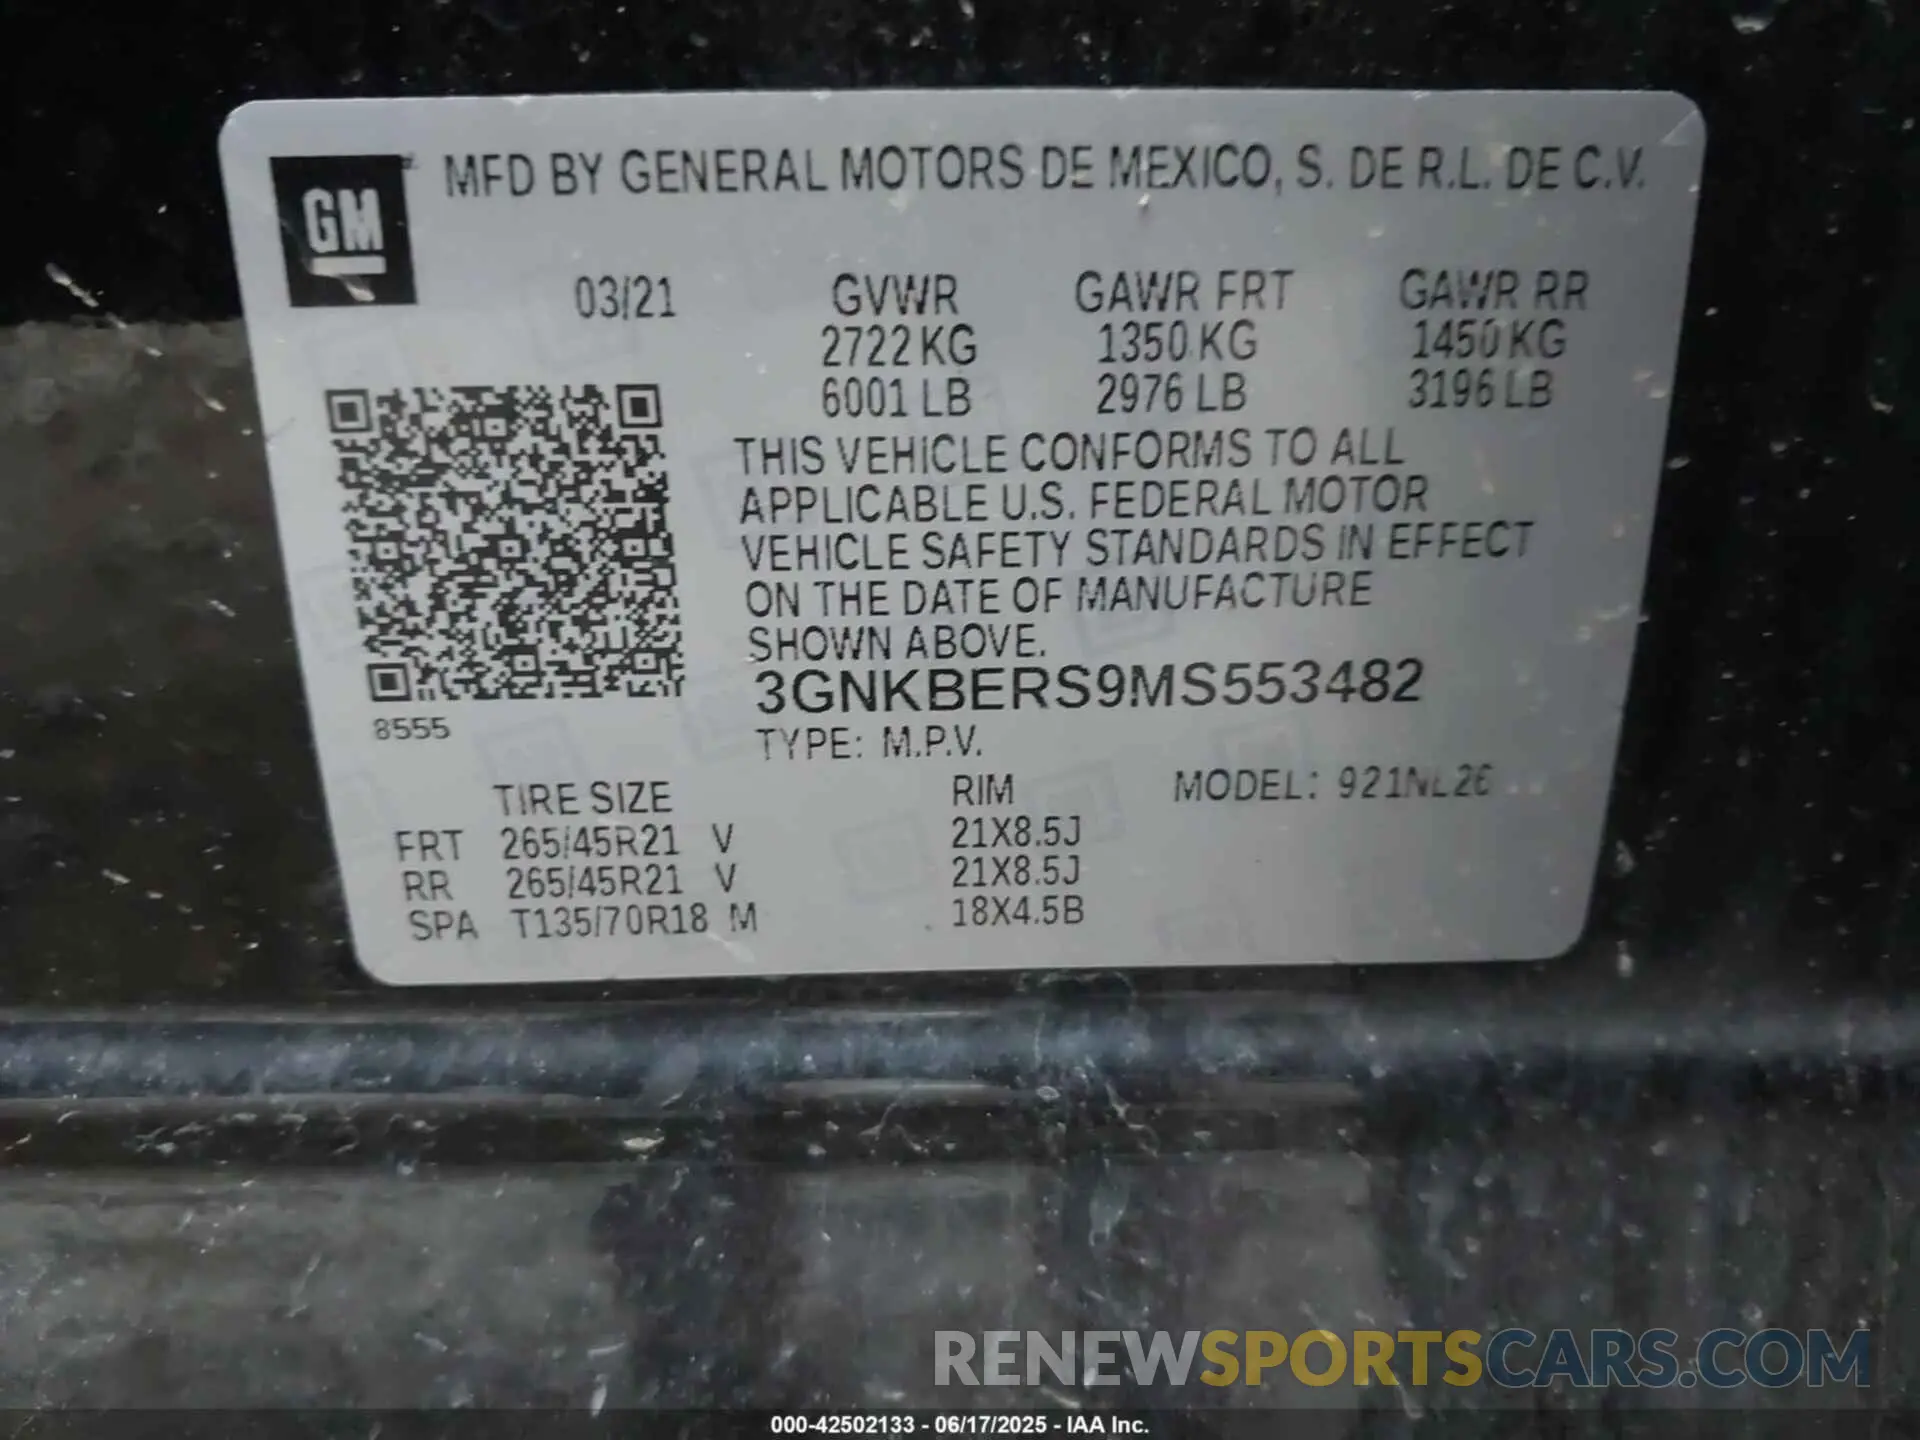 MFD BY GENERAL MOTORS DE MEXICO, S. DE R.L. DE C.V.
GM
03/21 GVWR GAWR FRT GAWR RR
2722 KG 1350 KG 1450 KG
6001 LB 2976 LB 3196 LB
THIS VEHICLE CONFORMS TO ALL
APPLICABLE U.S. FEDERAL MOTOR
VEHICLE SAFETY STANDARDS IN EFFECT
ON THE DATE OF MANUFACTURE
SHOWN ABOVE.
3GNKBERS9MS553482
8555
TYPE: M.P.V.
TIRE SIZE RIM MODEL: 921NL26
FRT 265/45R21 V 21X8.5J
RR 265/45R21 V 21X8.5J
SPA T135/70R18 M 18X4.5B
RENEWSPORTSCARS.COM
000-42502133 - 06/17/2025 - IAA Inc.